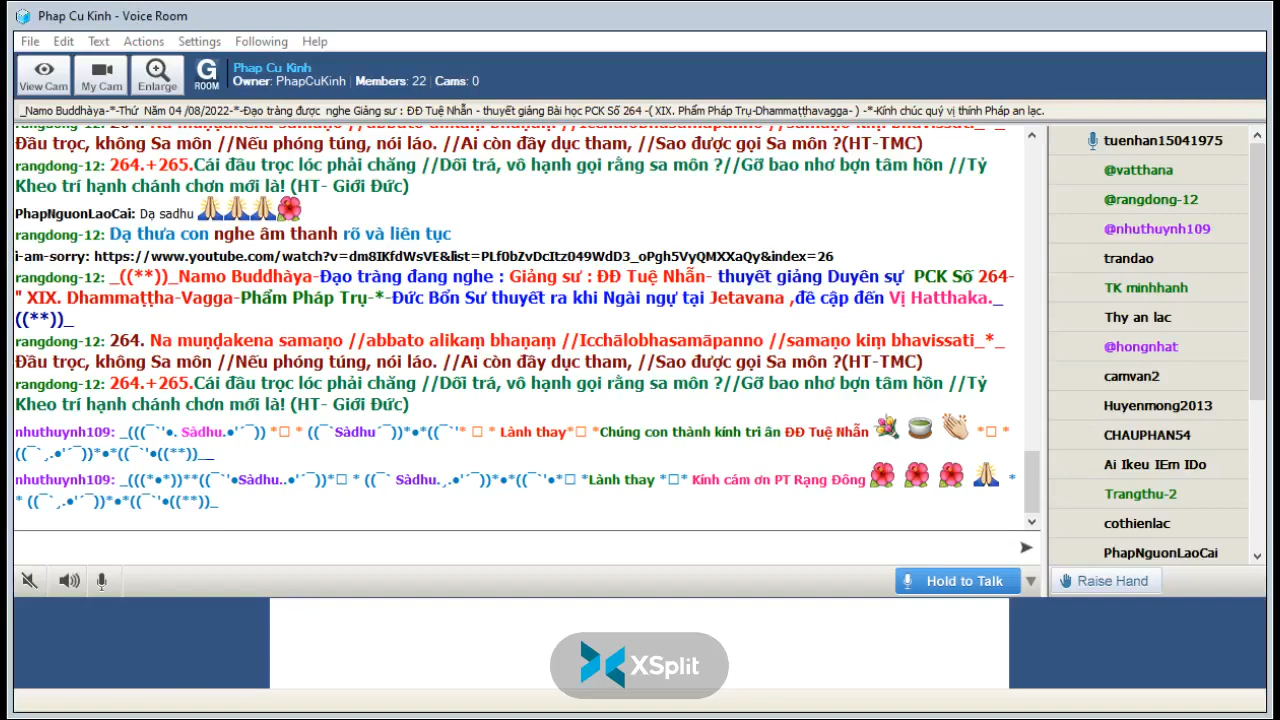 Phap Cu Kinh - Voice Room
File Edit Text Actions Settings Following Help
View Cam My Cam Enlarge G ROOM
Phap Cu Kinh
Owner: PhapCuKinh Members: 22 Cams: 0
_Namo Buddhàya-*-Thứ Năm 04 /08/2022-*-Đạo tràng được nghe Giảng sư : ĐĐ Tuệ Nhẫn - thuyết giảng Bài học PCK Số 264 -( XIX. Phẩm Pháp Trụ-Dhammaṭṭhavagga- ) -*-Kính chúc quý vị thính Pháp an lạc.
rangdong-12: 264. Na muṇḍakena samaṇo //abbato alikaṃ bhaṇaṃ //Icchālobhasamāpanno //samaṇo kiṃ bhavissati_*_
Đầu trọc, không Sa môn //Nếu phóng túng, nói láo. //Ai còn đầy dục tham, //Sao được gọi Sa môn ?(HT-TMC)
rangdong-12: 264.+265.Cái đầu trọc lóc phải chăng //Dối trá, vô hạnh gọi rằng sa môn ?//Gỡ bao nhơ bợn tâm hồn //Tỷ
Kheo trí hạnh chánh chơn mới là! (HT- Giới Đức)
PhapNguonLaoCai: Dạ sadhu 🙏🙏🙏🌺
rangdong-12: Dạ thưa con nghe âm thanh rõ và liên tục
i-am-sorry: https://www.youtube.com/watch?v=dm8IKfdWsVE&list=PLf0bZvDcItz049WdD3_oPgh5VyQMXXaQy&index=26
rangdong-12: _((**))_Namo Buddhàya-Đạo tràng đang nghe : Giảng sư : ĐĐ Tuệ Nhẫn- thuyết giảng Duyên sự PCK Số 264-
" XIX. Dhammaṭṭha-Vagga-Phẩm Pháp Trụ-*-Đức Bổn Sư thuyết ra khi Ngài ngự tại Jetavana ,đề cập đến Vị Hatthaka._
((**))_
rangdong-12: 264. Na muṇḍakena samaṇo //abbato alikaṃ bhaṇaṃ //Icchālobhasamāpanno //samaṇo kiṃ bhavissati_*_
Đầu trọc, không Sa môn //Nếu phóng túng, nói láo. //Ai còn đầy dục tham, //Sao được gọi Sa môn ?(HT-TMC)
rangdong-12: 264.+265.Cái đầu trọc lóc phải chăng //Dối trá, vô hạnh gọi rằng sa môn ?//Gỡ bao nhơ bợn tâm hồn //Tỷ
Kheo trí hạnh chánh chơn mới là! (HT- Giới Đức)
nhuthuynh109: _(((¯`'•. Sàdhu.•'´¯)) *□ * ((¯`Sàdhu´¯))*•*((¯`'* □ * Lành thay*□ *Chúng con thành kính tri ân ĐĐ Tuệ Nhẫn 💐 🍵 👏 *□ *
((¯`¸.•'´¯))*•*((¯`'•((**))__
nhuthuynh109: _(((*•*))**((¯`'•Sàdhu..•'´¯))*□ * ((¯` Sàdhu.¸.•'´¯))*•*((¯`'•*□ *Lành thay *□* Kính cám ơn PT Rạng Đông 🌺 🌺 🌺 🙏 *
* ((¯`¸.•'´¯))*•*((¯`'•((**))_
tuenhan15041975
@vatthana
@rangdong-12
@nhuthuynh109
trandao
TK minhhanh
Thy an lac
@hongnhat
camvan2
Huyenmong2013
CHAUPHAN54
Ai Ikeu IEm IDo
Trangthu-2
cothienlac
PhapNguonLaoCai
Hold to Talk
Raise Hand
XSplit